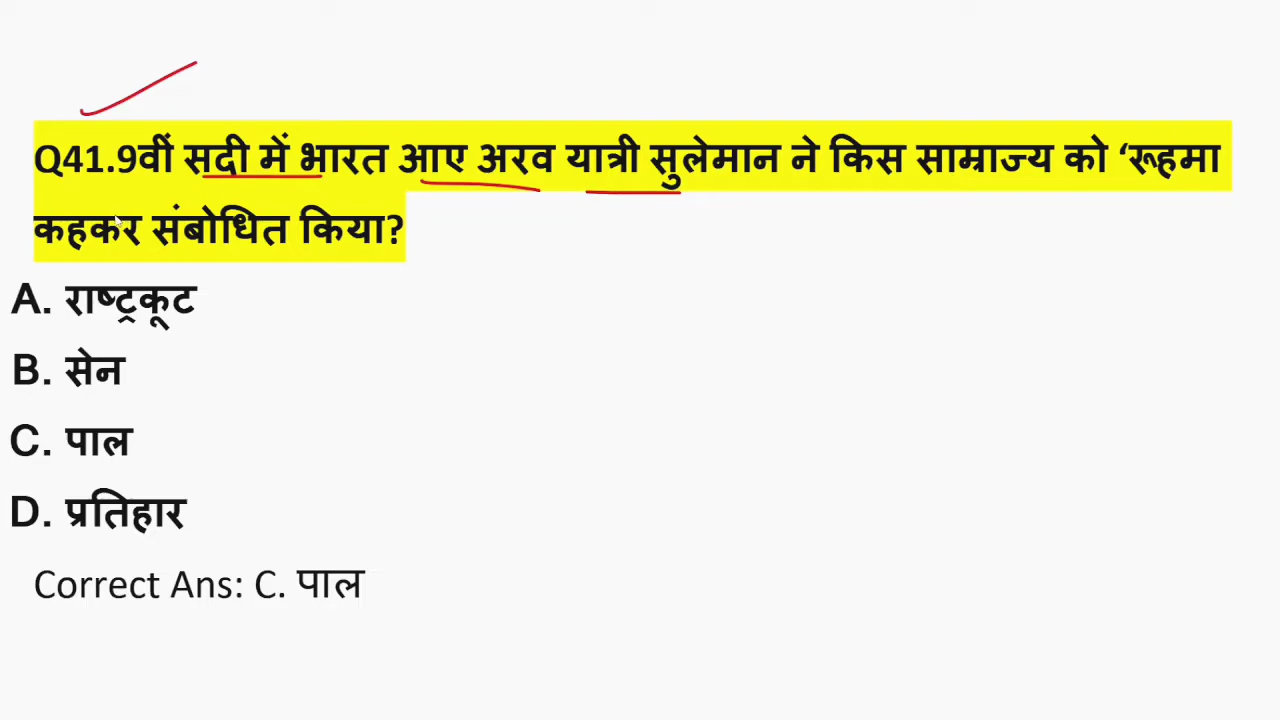 Q41.9वीं सदी में भारत आए अरव यात्री सुलेमान ने किस साम्राज्य को ‘रूहमा
कहकर संबोधित किया?
A. राष्ट्रकूट
B. सेन
C. पाल
D. प्रतिहार
Correct Ans: C. पाल